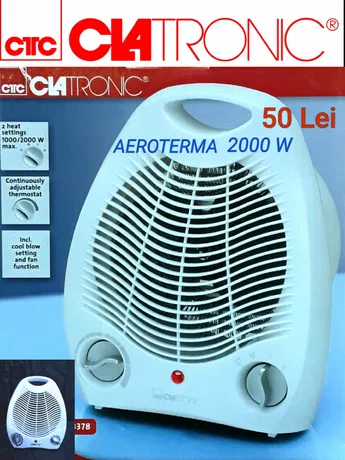 CTC CLATRONIC®
CTC CLATRONIC®
50 Lei
AEROTERMA 2000 W
2 heat
settings
1000/2000 W
max.
Continuously
adjustable
thermostat
Incl.
cool blow
setting
and fan
function
3378